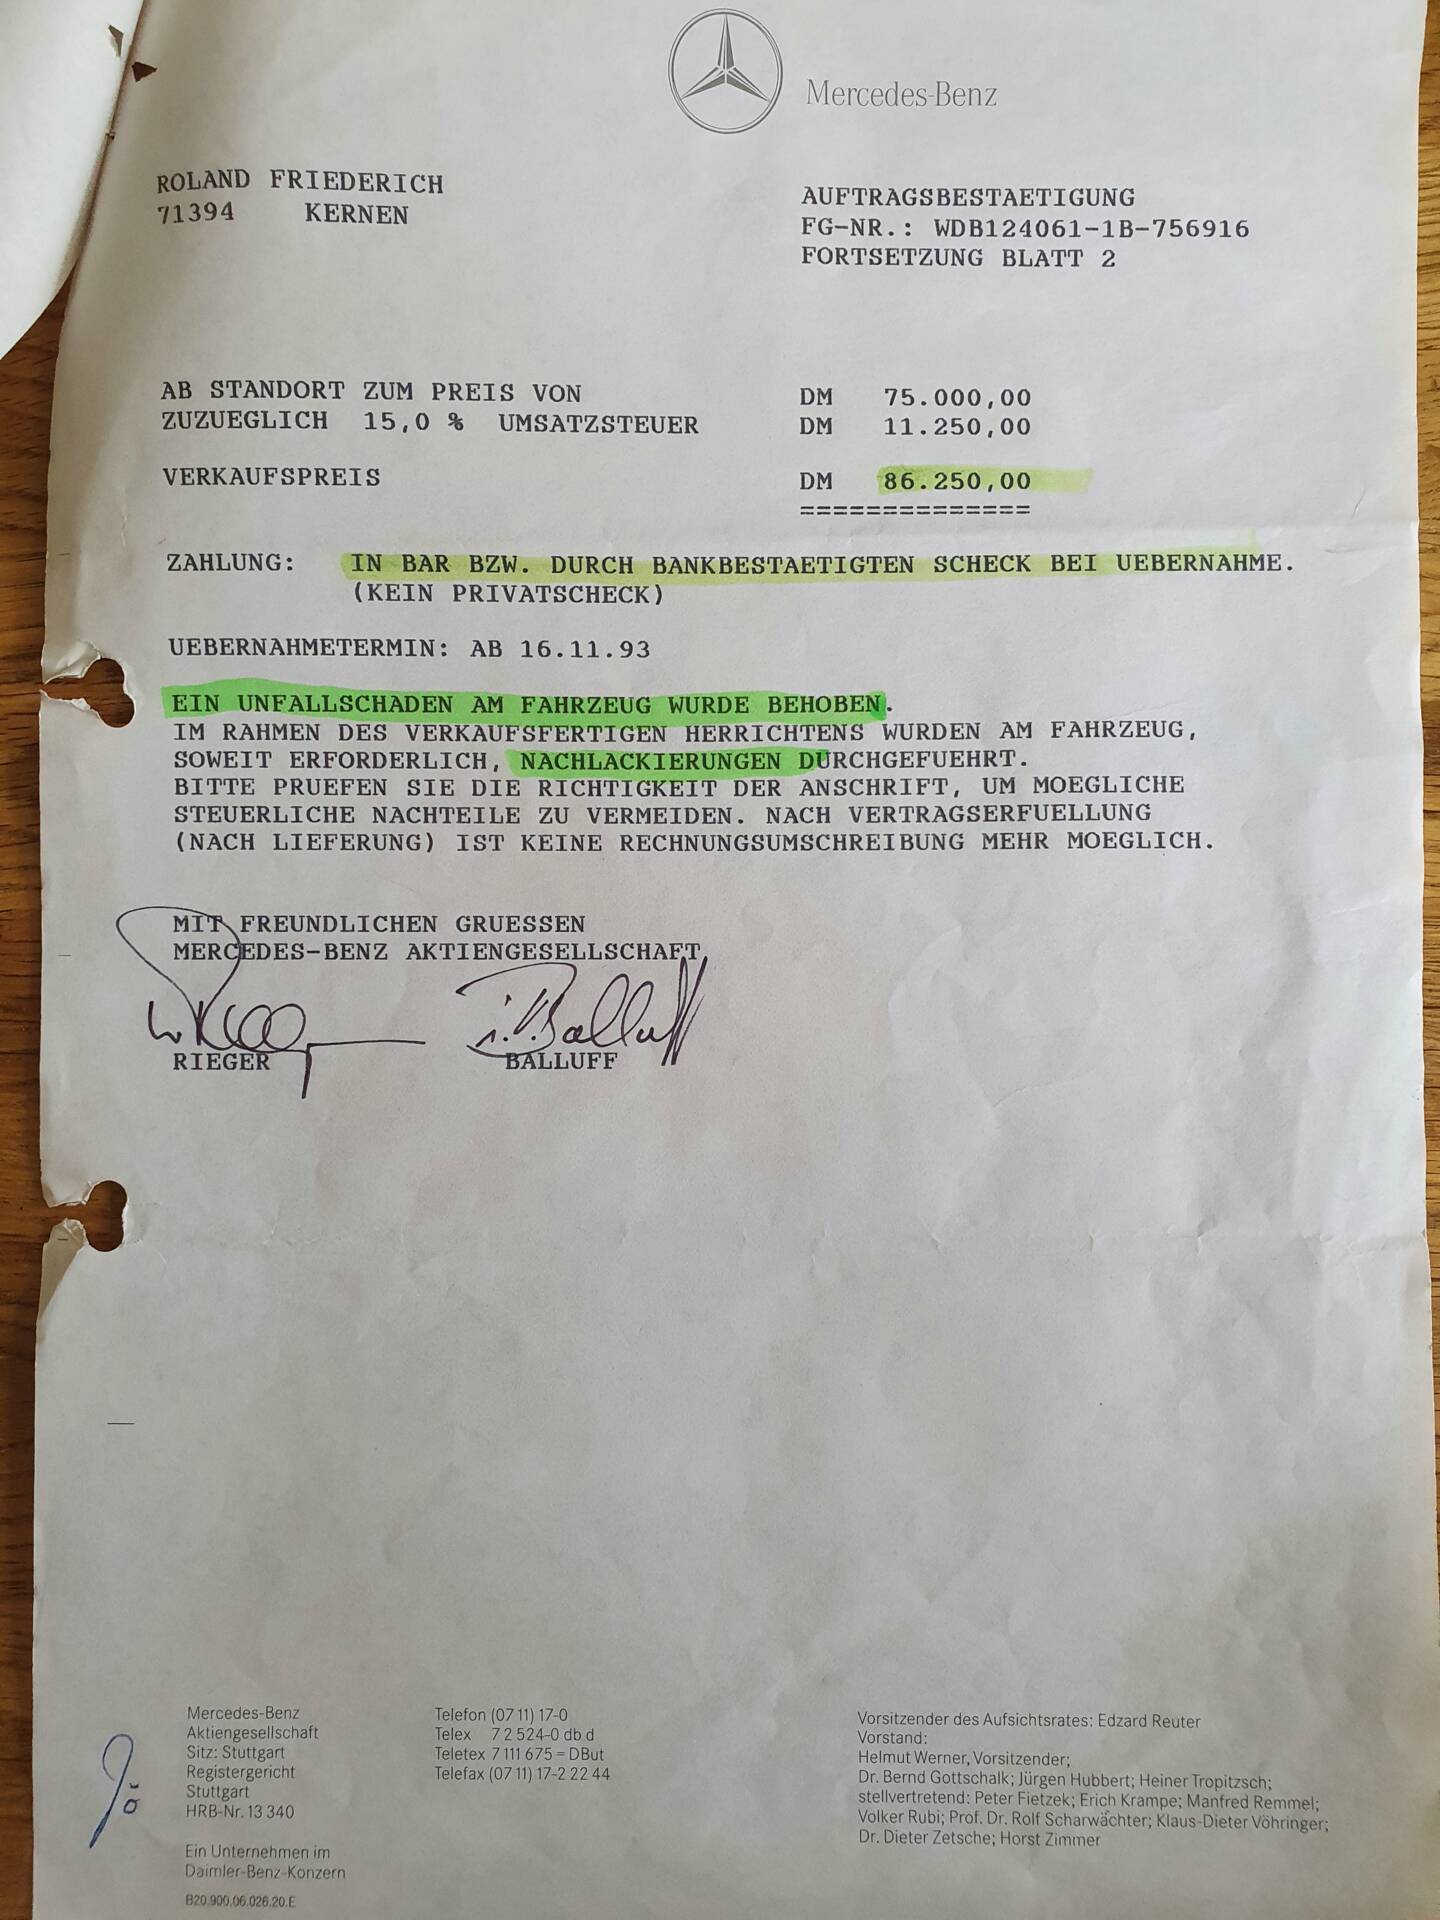 Mercedes-Benz
ROLAND FRIEDERICH
71394 KERNEN
AUFTRAGSBESTAETIGUNG
FG-NR.: WDB124061-1B-756916
FORTSETZUNG BLATT 2
AB STANDORT ZUM PREIS VON DM 75.000,00
ZUZUEGLICH 15,0 % UMSATZSTEUER DM 11.250,00
VERKAUFSPREIS DM 86.250,00
==============
ZAHLUNG: IN BAR BZW. DURCH BANKBESTAETIGTEN SCHECK BEI UEBERNAHME.
(KEIN PRIVATSCHECK)
UEBERNAHMETERMIN: AB 16.11.93
EIN UNFALLSCHADEN AM FAHRZEUG WURDE BEHOBEN.
IM RAHMEN DES VERKAUFSFERTIGEN HERRICHTENS WURDEN AM FAHRZEUG,
SOWEIT ERFORDERLICH, NACHLACKIERUNGEN DURCHGEFUEHRT.
BITTE PRUEFEN SIE DIE RICHTIGKEIT DER ANSCHRIFT, UM MOEGLICHE
STEUERLICHE NACHTEILE ZU VERMEIDEN. NACH VERTRAGSERFUELLUNG
(NACH LIEFERUNG) IST KEINE RECHNUNGSUMSCHREIBUNG MEHR MOEGLICH.
MIT FREUNDLICHEN GRUESSEN
MERCEDES-BENZ AKTIENGESELLSCHAFT
i.V. Balluff
RIEGER BALLUFF
Mercedes-Benz
Aktiengesellschaft
Sitz: Stuttgart
Registergericht
Stuttgart
HRB-Nr. 13 340
Ein Unternehmen im
Daimler-Benz-Konzern
B20.900.06.026.20.E
Telefon (07 11) 17-0
Telex 7 2 524-0 db d
Teletex 7 111 675 = DBut
Telefax (07 11) 17-2 22 44
Vorsitzender des Aufsichtsrates: Edzard Reuter
Vorstand:
Helmut Werner, Vorsitzender;
Dr. Bernd Gottschalk; Jürgen Hubbert; Heiner Tropitzsch;
stellvertretend: Peter Fietzek; Erich Krampe; Manfred Remmel;
Volker Rubi; Prof. Dr. Rolf Scharwächter; Klaus-Dieter Vöhringer;
Dr. Dieter Zetsche; Horst Zimmer